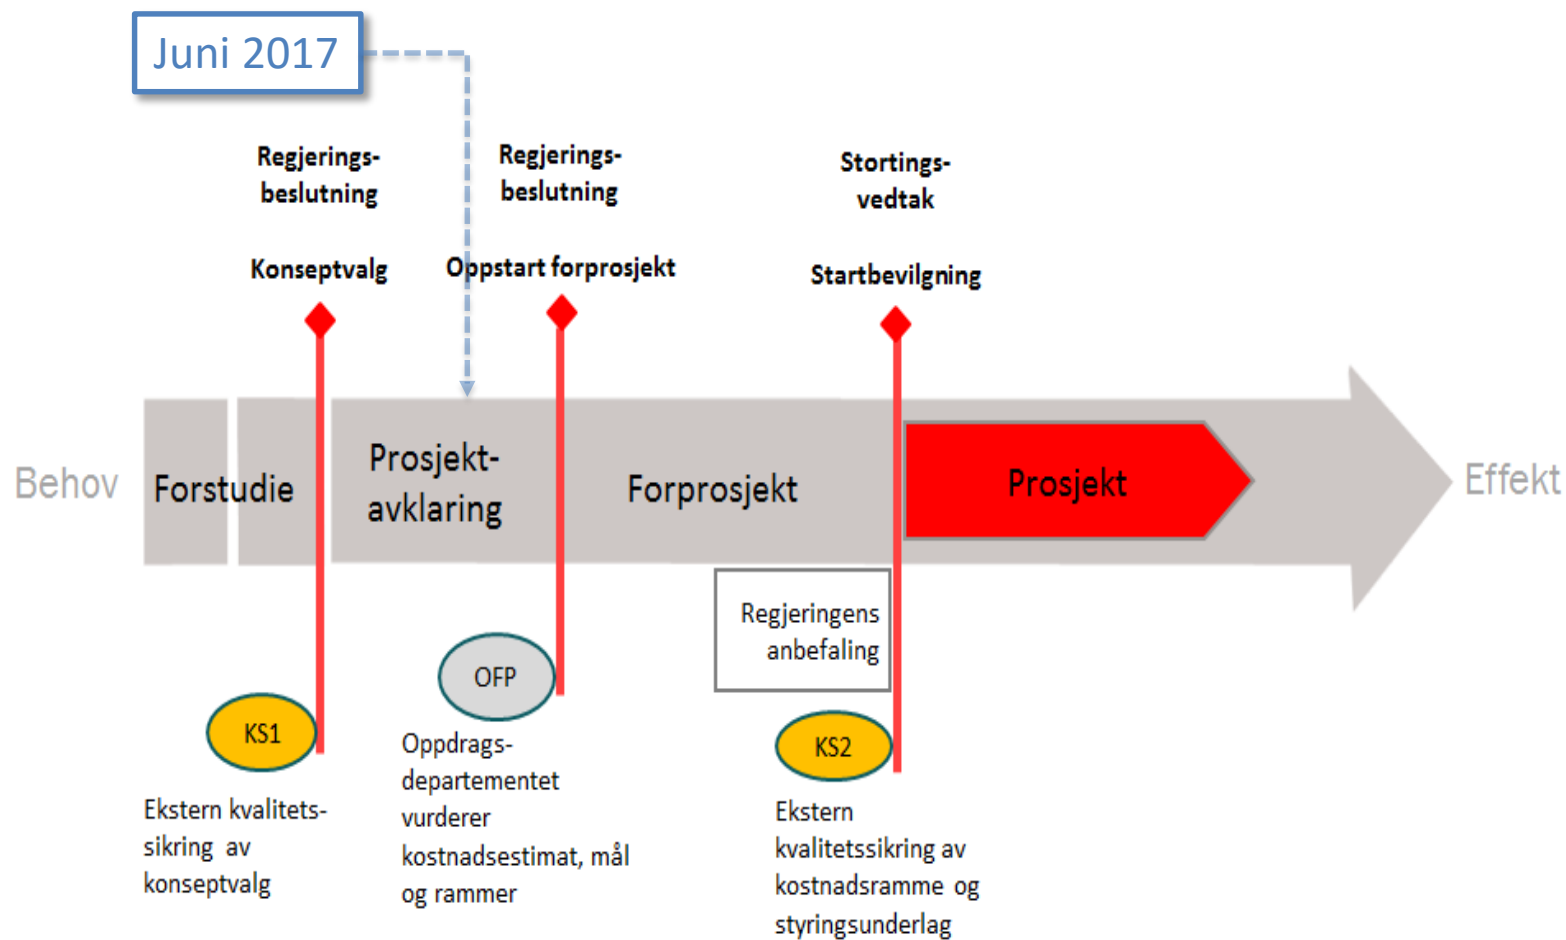 Juni 2017
Regjerings-
beslutning
Konseptvalg
Regjerings-
beslutning
Oppstart forprosjekt
Stortings-
vedtak
Startbevilgning
Behov
Forstudie
Prosjekt-
avklaring
Forprosjekt
Prosjekt
Effekt
Regjeringens
anbefaling
KS1
Ekstern kvalitets-
sikring av
konseptvalg
OFP
Oppdrags-
departementet
vurderer
kostnadsestimat, mål
og rammer
KS2
Ekstern
kvalitetssikring av
kostnadsramme og
styringsunderlag